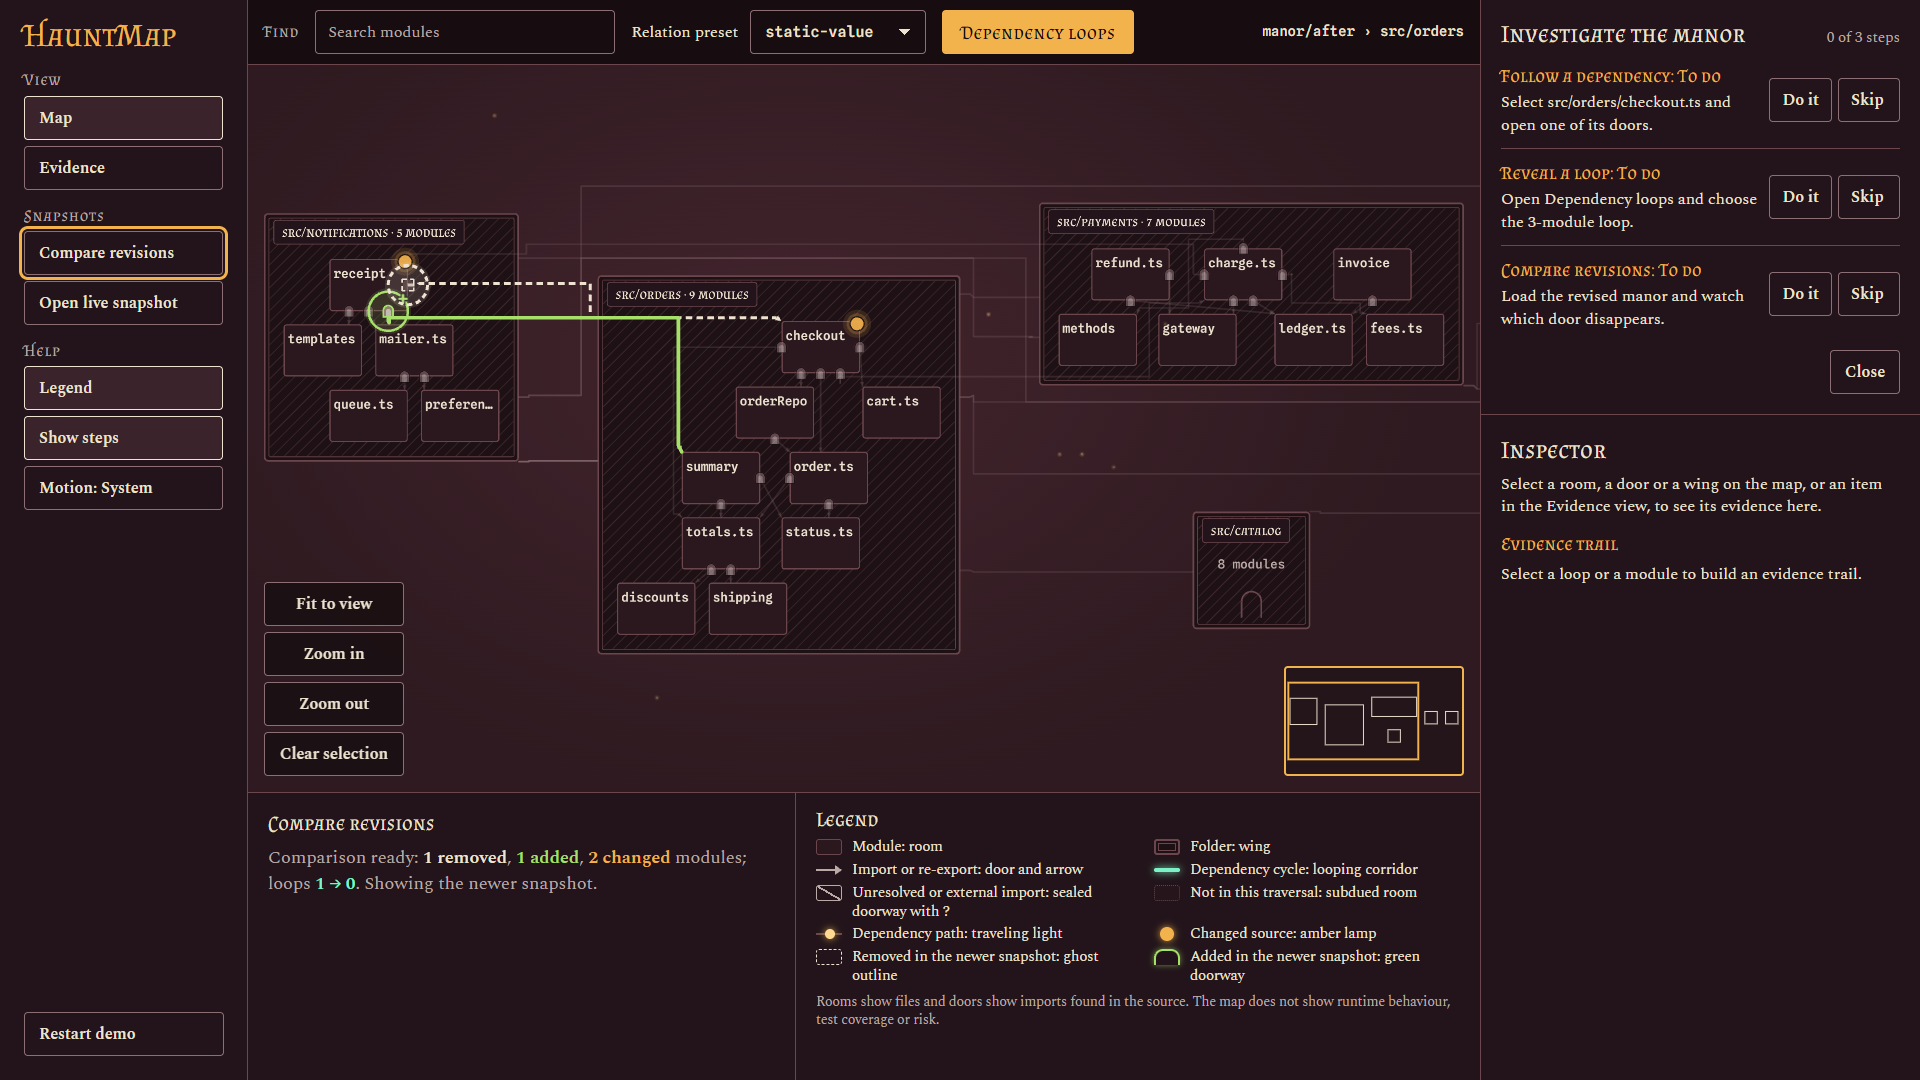 HauntMap
View
Map
Evidence
Snapshots
Compare revisions
Open live snapshot
Help
Legend
Show steps
Motion: System
Restart demo
Find
Search modules
Relation preset
static-value
Dependency loops
manor/after › src/orders
src/notifications · 5 modules
receipt
templates
mailer.ts
queue.ts
preferen…
src/orders · 9 modules
checkout
orderRepo
cart.ts
summary
order.ts
totals.ts
status.ts
discounts
shipping
src/payments · 7 modules
refund.ts
charge.ts
invoice
methods
gateway
ledger.ts
fees.ts
src/catalog
8 modules
Fit to view
Zoom in
Zoom out
Clear selection
Compare revisions
Comparison ready: 1 removed, 1 added, 2 changed modules;
loops 1 → 0. Showing the newer snapshot.
Legend
Module: room
Folder: wing
Import or re-export: door and arrow
Dependency cycle: looping corridor
Unresolved or external import: sealed
doorway with ?
Not in this traversal: subdued room
Dependency path: traveling light
Changed source: amber lamp
Removed in the newer snapshot: ghost
outline
Added in the newer snapshot: green
doorway
Rooms show files and doors show imports found in the source. The map does not show runtime behaviour,
test coverage or risk.
Investigate the manor
0 of 3 steps
Follow a dependency: To do
Select src/orders/checkout.ts and
open one of its doors.
Do it
Skip
Reveal a loop: To do
Open Dependency loops and choose
the 3-module loop.
Do it
Skip
Compare revisions: To do
Load the revised manor and watch
which door disappears.
Do it
Skip
Close
Inspector
Select a room, a door or a wing on the map, or an item
in the Evidence view, to see its evidence here.
Evidence trail
Select a loop or a module to build an evidence trail.